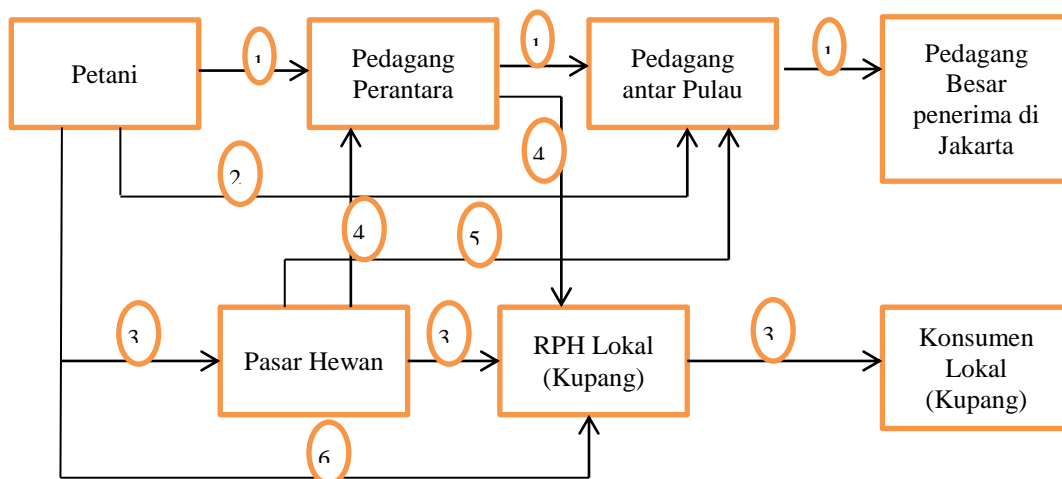 Petani
1
Pedagang
Perantara
1
Pedagang
antar Pulau
1
Pedagang
Besar
penerima di
Jakarta
2
4
4
5
3
Pasar Hewan
3
RPH Lokal
(Kupang)
3
Konsumen
Lokal
(Kupang)
6